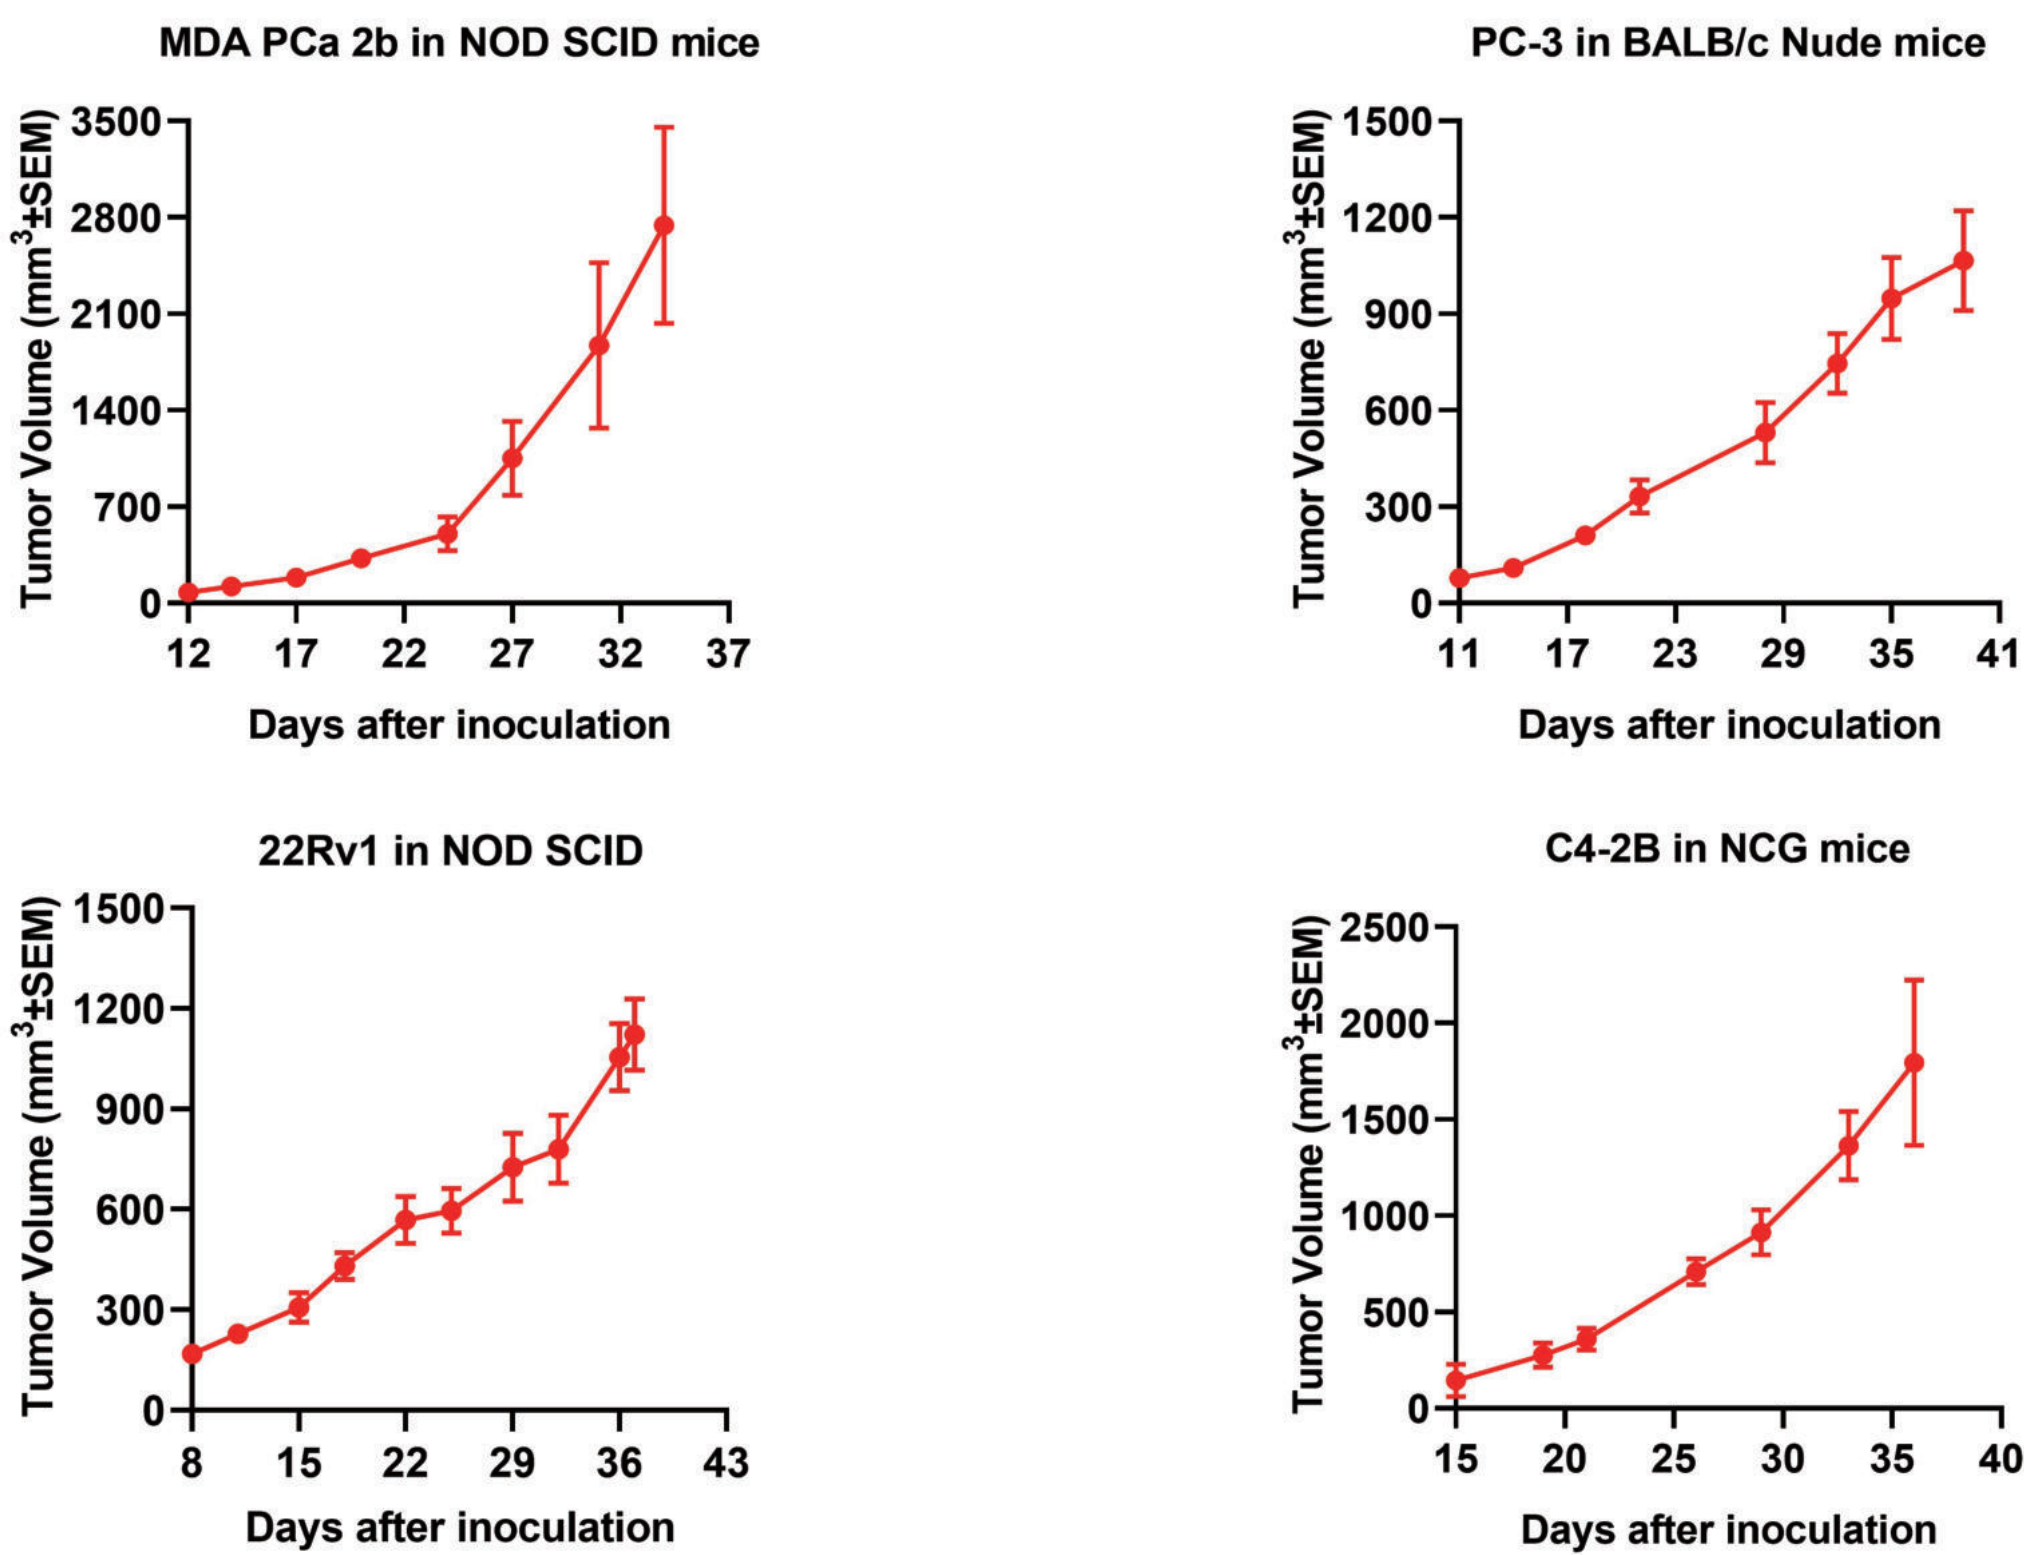 MDA PCa 2b in NOD SCID mice
Tumor Volume (mm³±SEM)
3500
2800
2100
1400
700
0
12 17 22 27 32 37
Days after inoculation
PC-3 in BALB/c Nude mice
Tumor Volume (mm³±SEM)
1500
1200
900
600
300
0
11 17 23 29 35 41
Days after inoculation
22Rv1 in NOD SCID
Tumor Volume (mm³±SEM)
1500
1200
900
600
300
0
8 15 22 29 36 43
Days after inoculation
C4-2B in NCG mice
Tumor Volume (mm³±SEM)
2500
2000
1500
1000
500
0
15 20 25 30 35 40
Days after inoculation